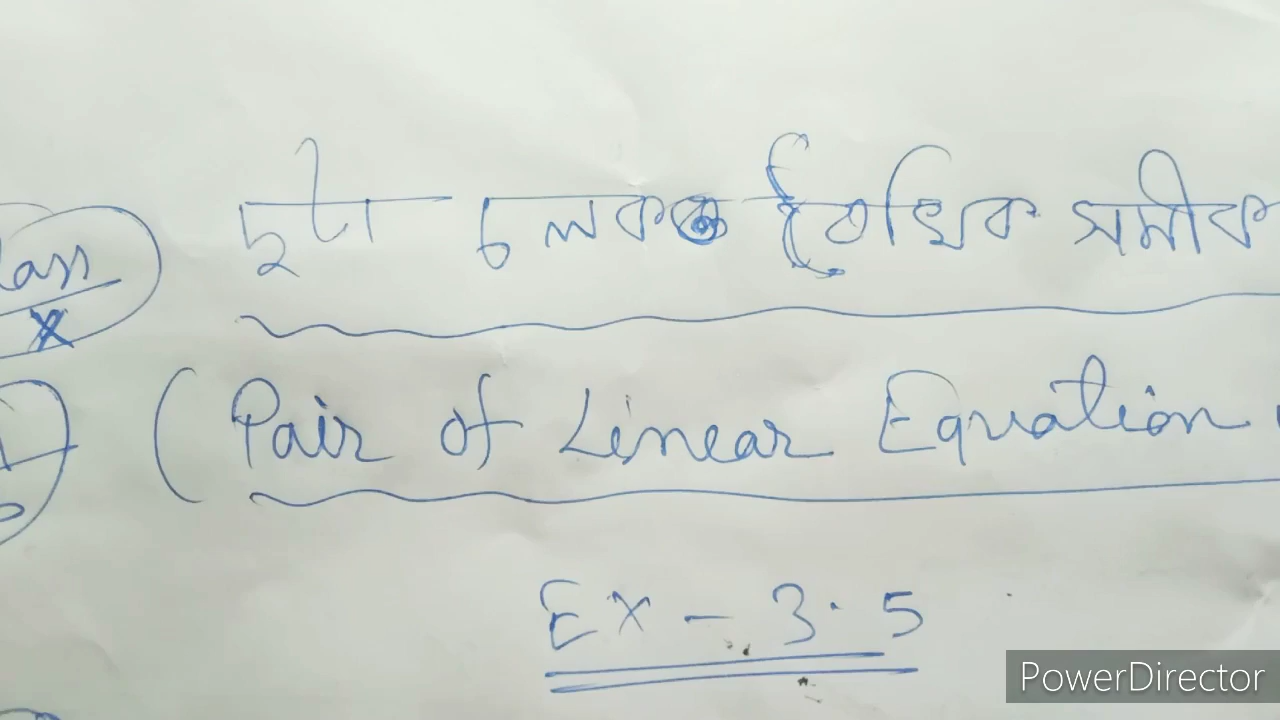 দুটা চলকত ৰৈখিক সমীক
Class
X
(Pair of Linear Equation
Ex - 3.5
PowerDirector